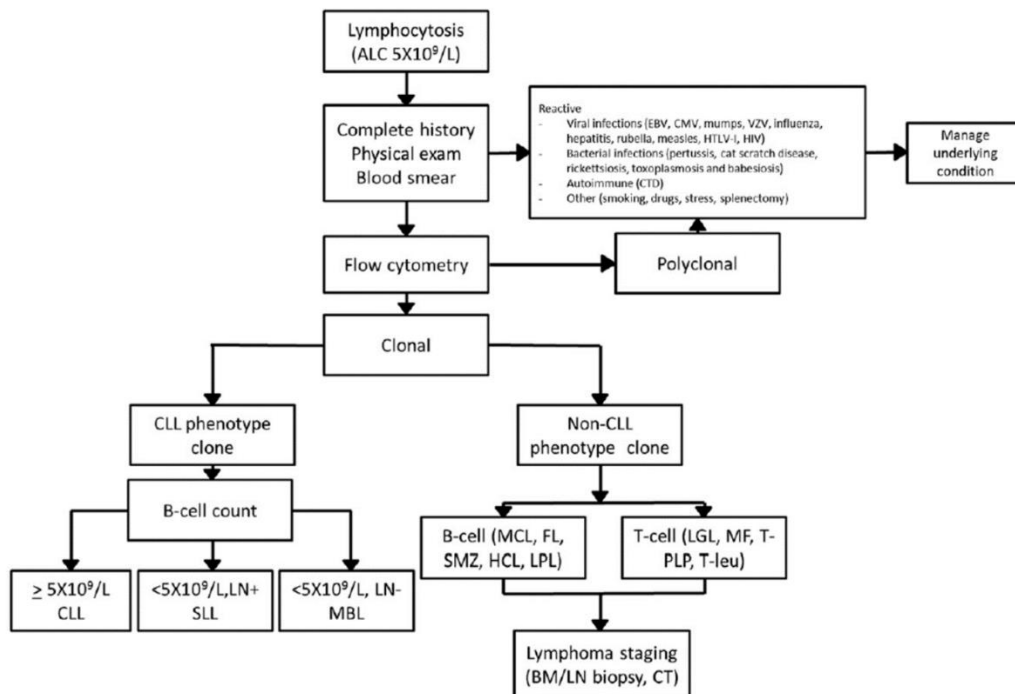 Lymphocytosis
(ALC 5X10⁹/L)
Complete history
Physical exam
Blood smear
Reactive
- Viral infections (EBV, CMV, mumps, VZV, influenza,
hepatitis, rubella, measles, HTLV-I, HIV)
- Bacterial infections (pertussis, cat scratch disease,
rickettsiosis, toxoplasmosis and babesiosis)
- Autoimmune (CTD)
- Other (smoking, drugs, stress, splenectomy)
Manage
underlying
condition
Flow cytometry
Polyclonal
Clonal
CLL phenotype
clone
Non-CLL
phenotype clone
B-cell count
B-cell (MCL, FL,
SMZ, HCL, LPL)
T-cell (LGL, MF, T-
PLP, T-leu)
≥ 5X10⁹/L
CLL
<5X10⁹/L,LN+
SLL
<5X10⁹/L, LN-
MBL
Lymphoma staging
(BM/LN biopsy, CT)